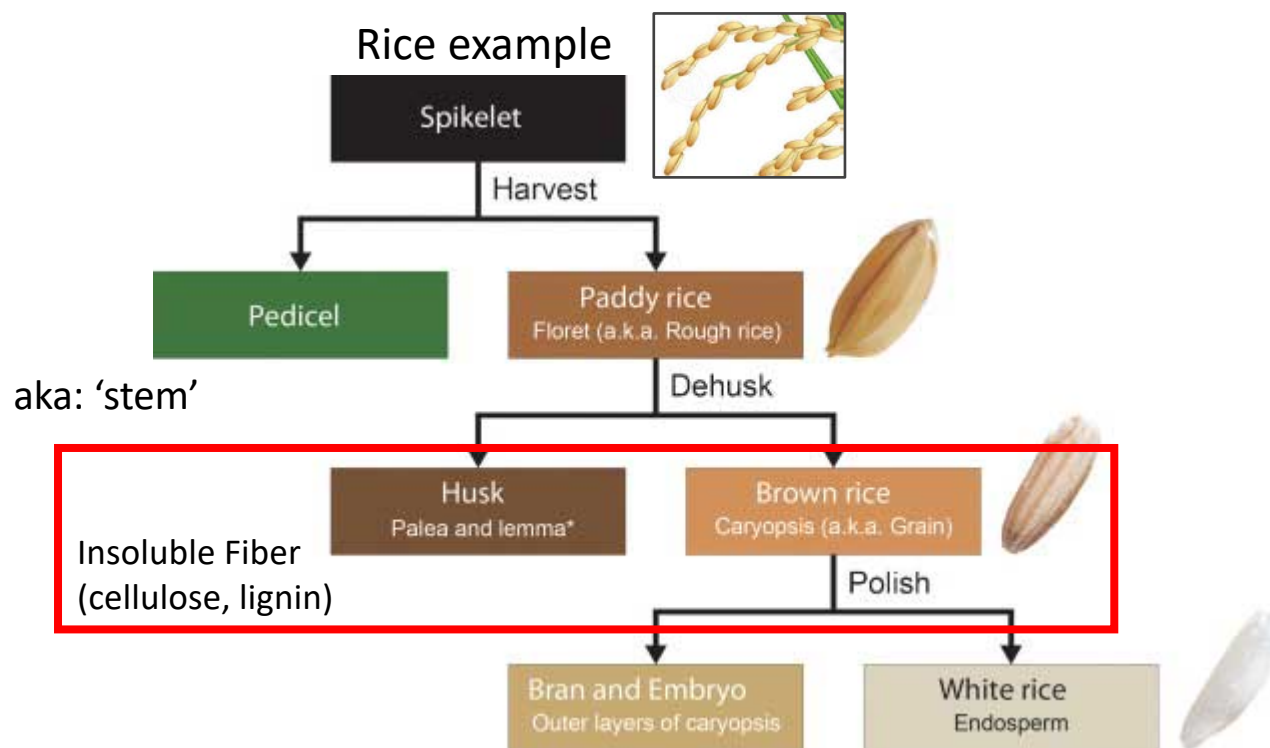 Rice example
Spikelet
Harvest
Pedicel
Paddy rice
Floret (a.k.a. Rough rice)
aka: ‘stem’
Dehusk
Husk
Palea and lemma*
Brown rice
Caryopsis (a.k.a. Grain)
Insoluble Fiber
(cellulose, lignin)
Polish
Bran and Embryo
Outer layers of caryopsis
White rice
Endosperm